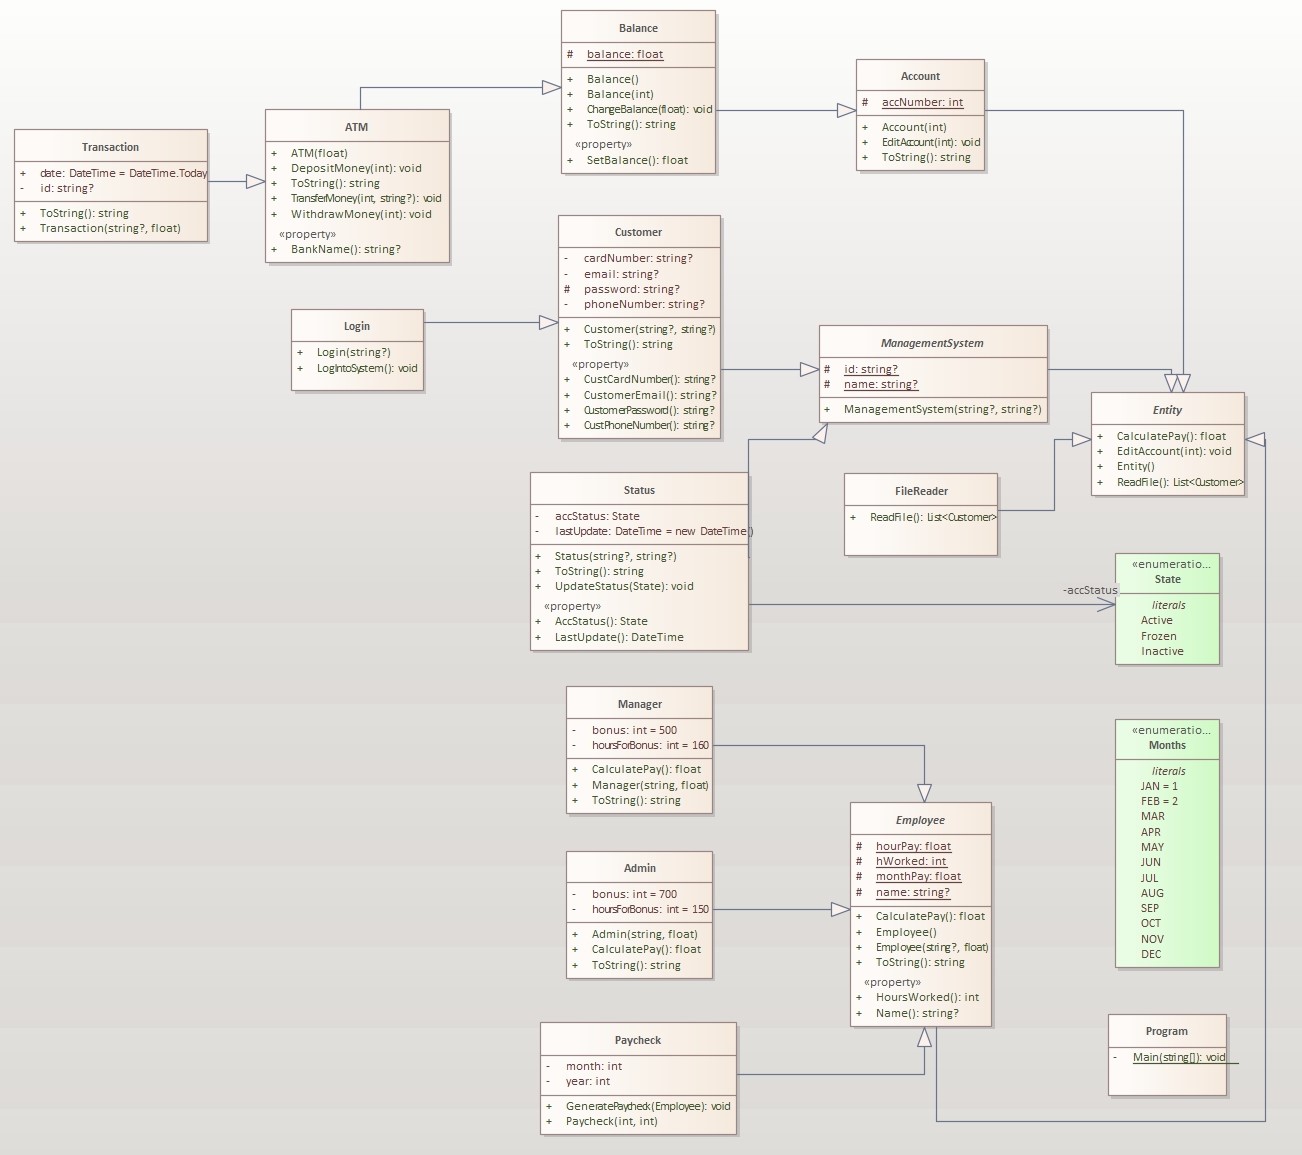 Balance
# balance: float
+ Balance()
+ Balance(int)
+ ChangeBalance(float): void
+ ToString(): string
«property»
+ SetBalance(): float
Account
# accNumber: int
+ Account(int)
+ EditAccount(int): void
+ ToString(): string
ATM
+ ATM(float)
+ DepositMoney(int): void
+ ToString(): string
+ TransferMoney(int, string?): void
+ WithdrawMoney(int): void
«property»
+ BankName(): string?
Transaction
+ date: DateTime = DateTime.Today
- id: string?
+ ToString(): string
+ Transaction(string?, float)
Customer
- cardNumber: string?
- email: string?
# password: string?
- phoneNumber: string?
+ Customer(string?, string?)
+ ToString(): string
«property»
+ CustCardNumber(): string?
+ CustomerEmail(): string?
+ CustomerPassword(): string?
+ CustPhoneNumber(): string?
Login
+ Login(string?)
+ LogIntoSystem(): void
ManagementSystem
# id: string?
# name: string?
+ ManagementSystem(string?, string?)
Entity
+ CalculatePay(): float
+ EditAccount(int): void
+ Entity()
+ ReadFile(): List<Customer>
Status
- accStatus: State
- lastUpdate: DateTime = new DateTime()
+ Status(string?, string?)
+ ToString(): string
+ UpdateStatus(State): void
«property»
+ AccStatus(): State
+ LastUpdate(): DateTime
FileReader
+ ReadFile(): List<Customer>
-accStatus
«enumeratio...
State
literals
Active
Frozen
Inactive
Manager
- bonus: int = 500
- hoursForBonus: int = 160
+ CalculatePay(): float
+ Manager(string, float)
+ ToString(): string
«enumeratio...
Months
literals
JAN = 1
FEB = 2
MAR
APR
MAY
JUN
JUL
AUG
SEP
OCT
NOV
DEC
Employee
# hourPay: float
# hWorked: int
# monthPay: float
# name: string?
+ CalculatePay(): float
+ Employee()
+ Employee(string?, float)
+ ToString(): string
«property»
+ HoursWorked(): int
+ Name(): string?
Admin
- bonus: int = 700
- hoursForBonus: int = 150
+ Admin(string, float)
+ CalculatePay(): float
+ ToString(): string
Paycheck
- month: int
- year: int
+ GeneratePaycheck(Employee): void
+ Paycheck(int, int)
Program
- Main(string[]): void